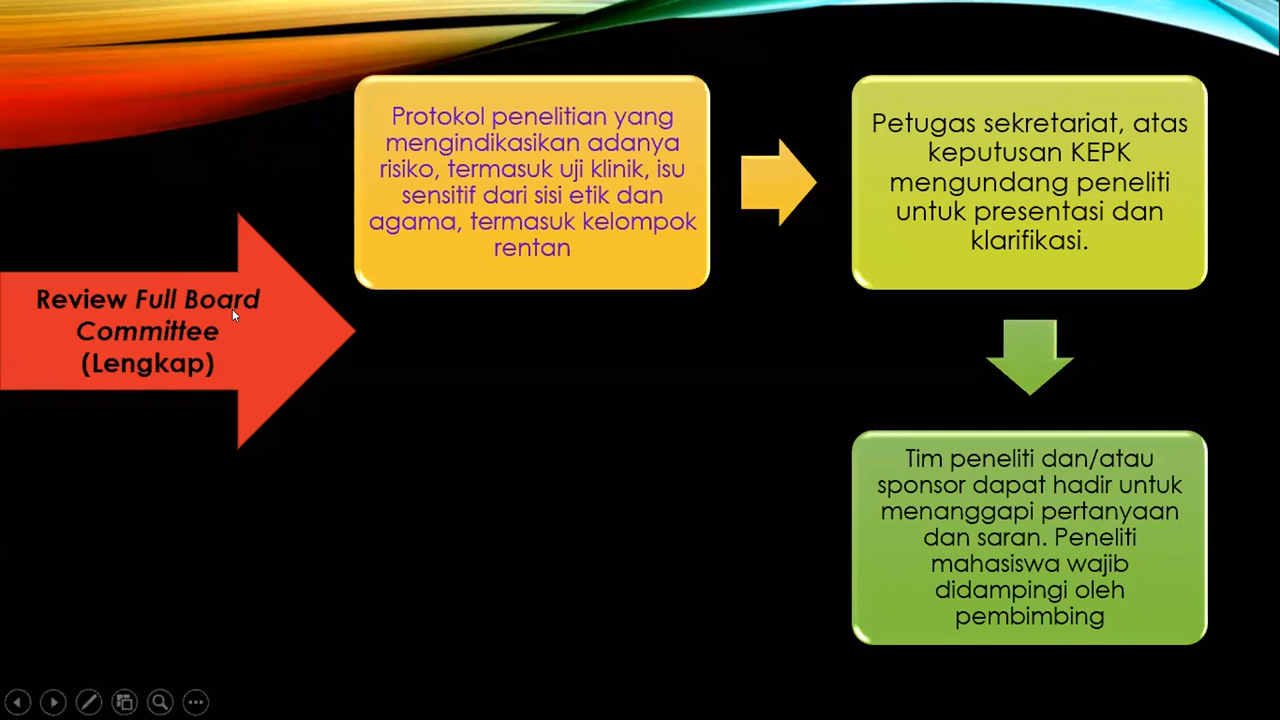 Review Full Board
Committee
(Lengkap)
Protokol penelitian yang
mengindikasikan adanya
risiko, termasuk uji klinik, isu
sensitif dari sisi etik dan
agama, termasuk kelompok
rentan
Petugas sekretariat, atas
keputusan KEPK
mengundang peneliti
untuk presentasi dan
klarifikasi.
Tim peneliti dan/atau
sponsor dapat hadir untuk
menanggapi pertanyaan
dan saran. Peneliti
mahasiswa wajib
didampingi oleh
pembimbing